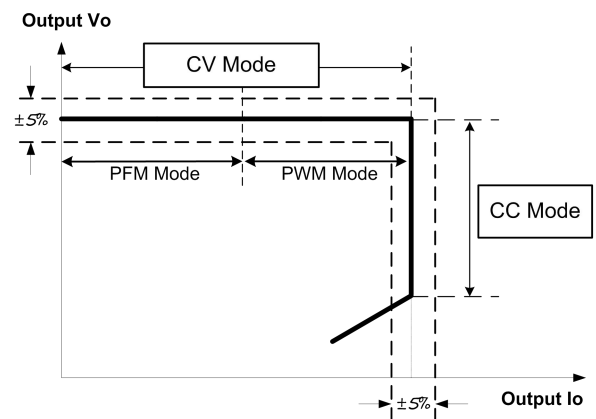 Output Vo
CV Mode
±5%
PFM Mode
PWM Mode
CC Mode
Output Io
±5%